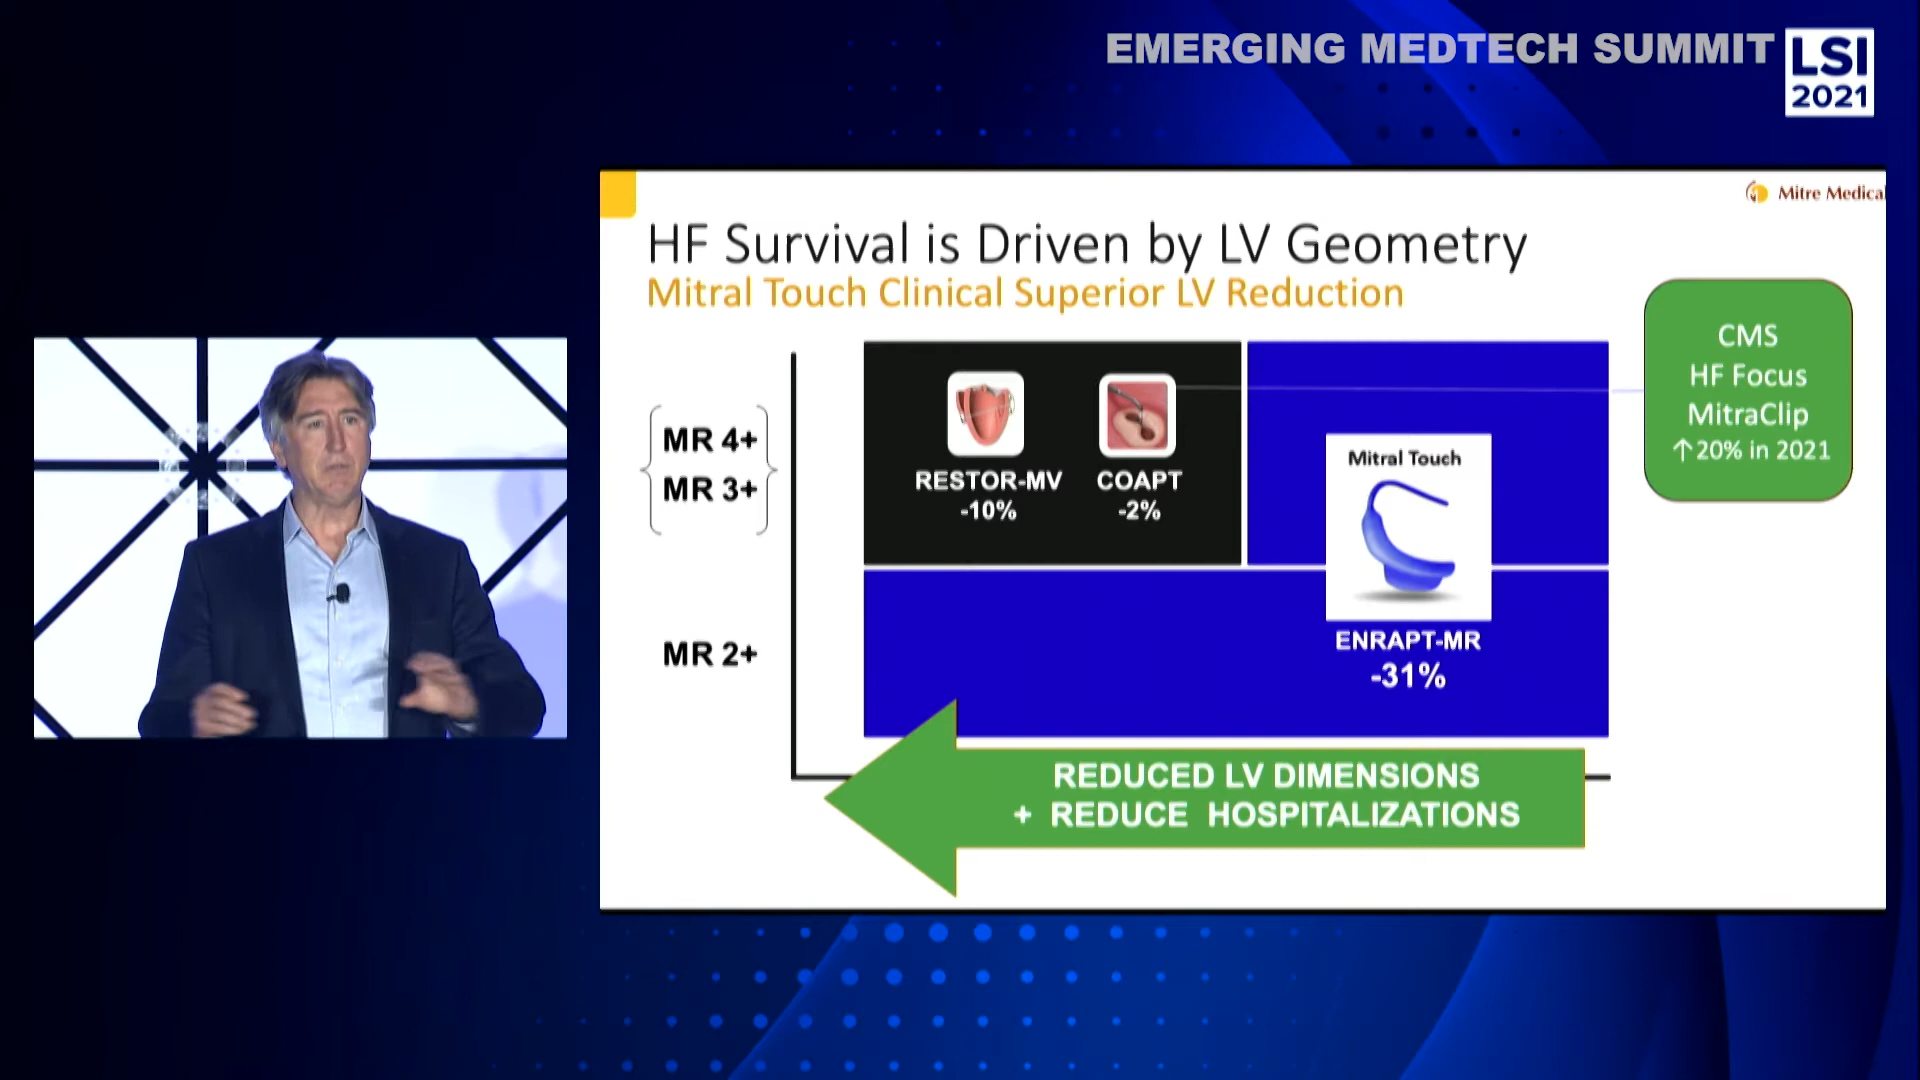 EMERGING MEDTECH SUMMIT
LSI
2021
Mitre Medical
HF Survival is Driven by LV Geometry
Mitral Touch Clinical Superior LV Reduction
CMS
HF Focus
MitraClip
↑20% in 2021
MR 4+
MR 3+
MR 2+
RESTOR-MV
-10%
COAPT
-2%
Mitral Touch
ENRAPT-MR
-31%
REDUCED LV DIMENSIONS
+ REDUCE HOSPITALIZATIONS